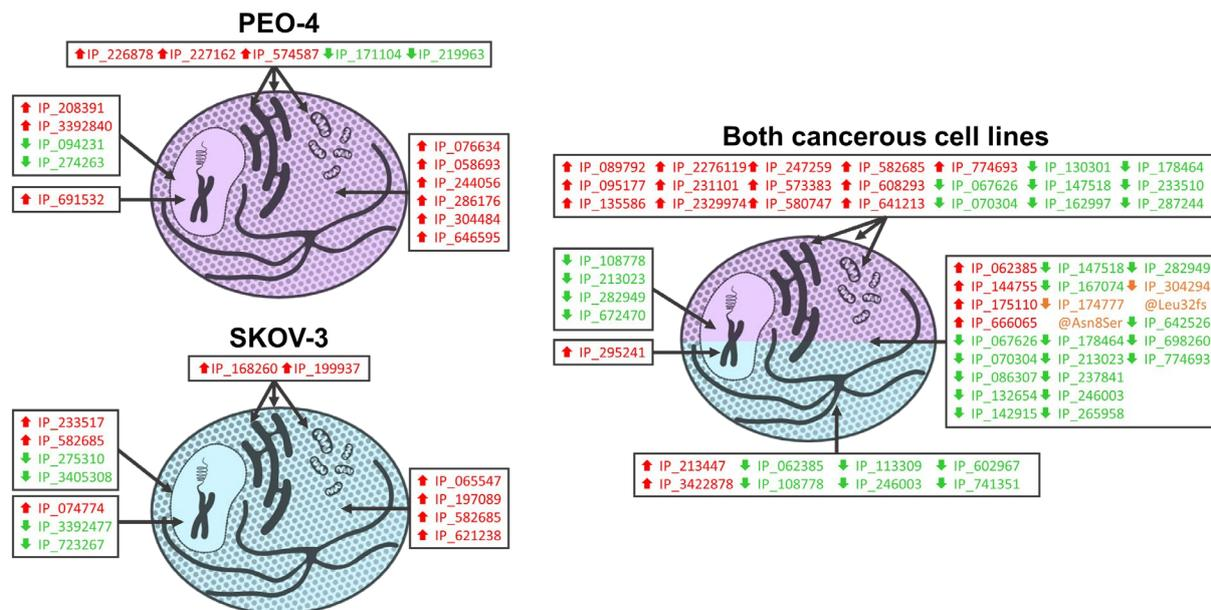 PEO-4
IP_226878 IP_227162 IP_574587 IP_171104 IP_219963
IP_208391
IP_3392840
IP_094231
IP_274263
IP_691532
IP_076634
IP_058693
IP_244056
IP_286176
IP_304484
IP_646595
SKOV-3
IP_168260 IP_199937
IP_233517
IP_582685
IP_275310
IP_3405308
IP_074774
IP_3392477
IP_723267
IP_065547
IP_197089
IP_582685
IP_621238
Both cancerous cell lines
IP_089792 IP_2276119 IP_247259 IP_582685 IP_774693 IP_130301 IP_178464
IP_095177 IP_231101 IP_573383 IP_608293 IP_067626 IP_147518 IP_233510
IP_135586 IP_2329974 IP_580747 IP_641213 IP_070304 IP_162997 IP_287244
IP_108778
IP_213023
IP_282949
IP_672470
IP_295241
IP_062385 IP_147518 IP_282949
IP_144755 IP_167074 IP_304294
IP_175110 IP_174777 @Leu32fs
IP_666065 @Asn8Ser IP_642526
IP_067626 IP_178464 IP_698260
IP_070304 IP_213023 IP_774693
IP_086307 IP_237841
IP_132654 IP_246003
IP_142915 IP_265958
IP_213447 IP_062385 IP_113309 IP_602967
IP_3422878 IP_108778 IP_246003 IP_741351